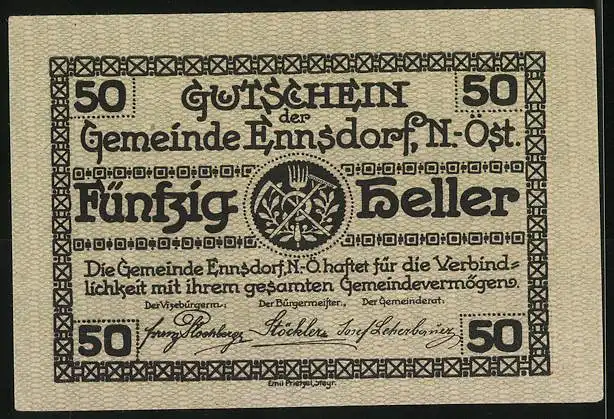 50 GUTSCHEIN 50
der
Gemeinde Ennsdorf, N.-Öst.
Fünfzig Heller
Die Gemeinde Ennsdorf, N.-Ö. haftet für die Verbind=
lichkeit mit ihrem gesamten Gemeindevermögen.
Der Vizebürgerm.: Der Bürgermeister.: Der Gemeinderat:
50 Stöckler Josef 50
Emil Prietzel, Steyr.